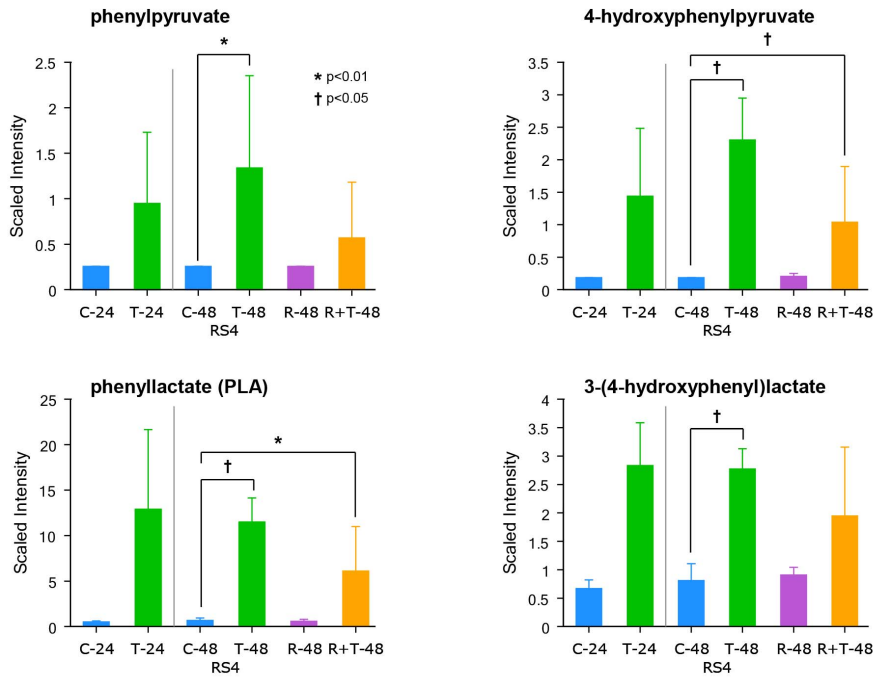 phenylpyruvate
*
* p<0.01
† p<0.05
2.5
2
1.5
1
0.5
0
Scaled Intensity
C-24 T-24 C-48 T-48 R-48 R+T-48
RS4
4-hydroxyphenylpyruvate
†
†
4
3.5
3
2.5
2
1.5
1
0.5
0
Scaled Intensity
C-24 T-24 C-48 T-48 R-48 R+T-48
RS4
phenyllactate (PLA)
*
†
25
20
15
10
5
0
Scaled Intensity
C-24 T-24 C-48 T-48 R-48 R+T-48
RS4
3-(4-hydroxyphenyl)lactate
†
4
3.5
3
2.5
2
1.5
1
0.5
0
Scaled Intensity
C-24 T-24 C-48 T-48 R-48 R+T-48
RS4